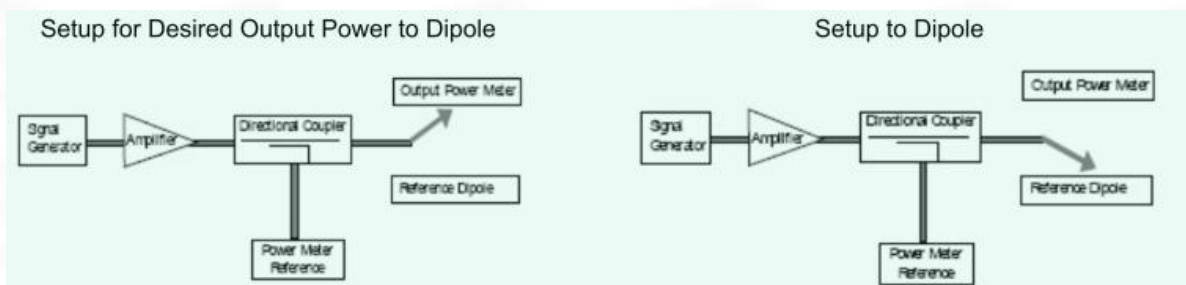 Setup for Desired Output Power to Dipole
Output Power Meter
Signal
Generator
Amplifier
Directional Coupler
Reference Dipole
Power Meter
Reference
Setup to Dipole
Output Power Meter
Signal
Generator
Amplifier
Directional Coupler
Reference Dipole
Power Meter
Reference